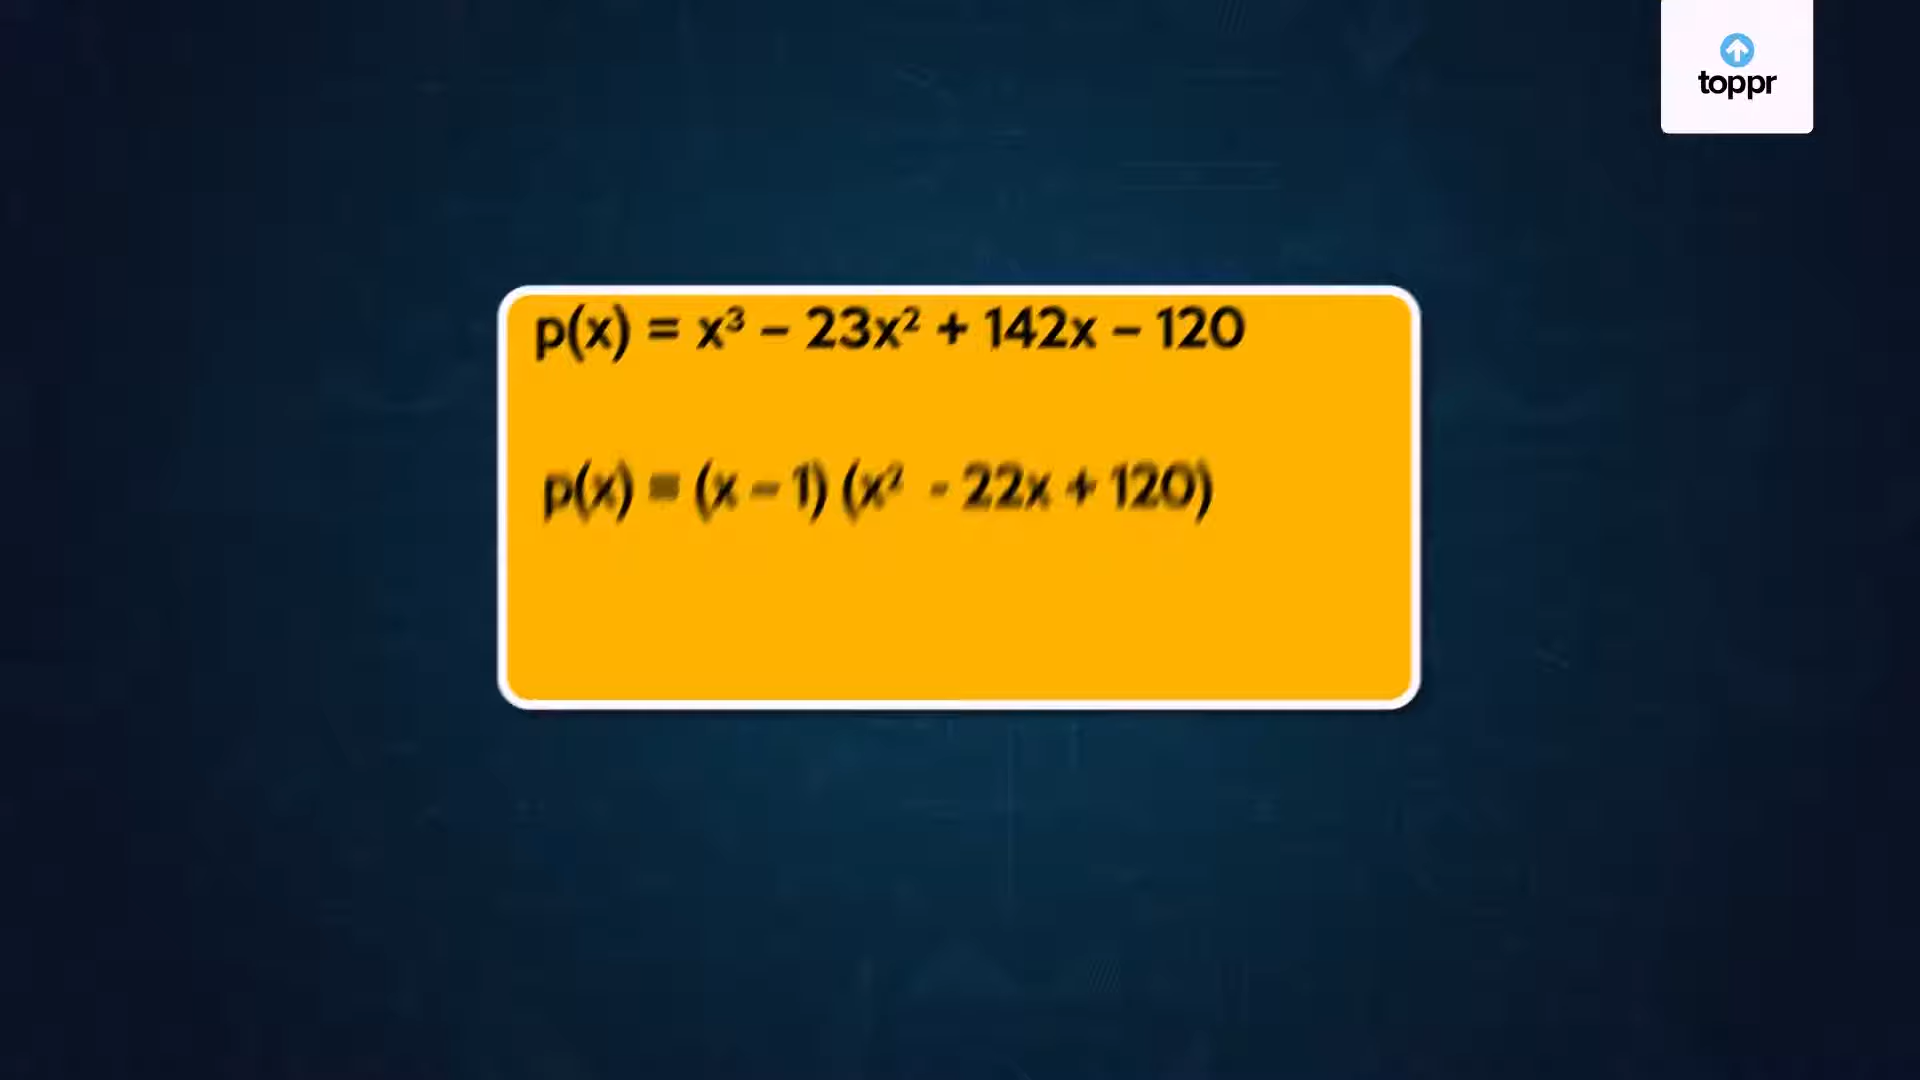 toppr
p(x) = x³ – 23x² + 142x – 120
p(x) = (x – 1) (x² - 22x + 120)